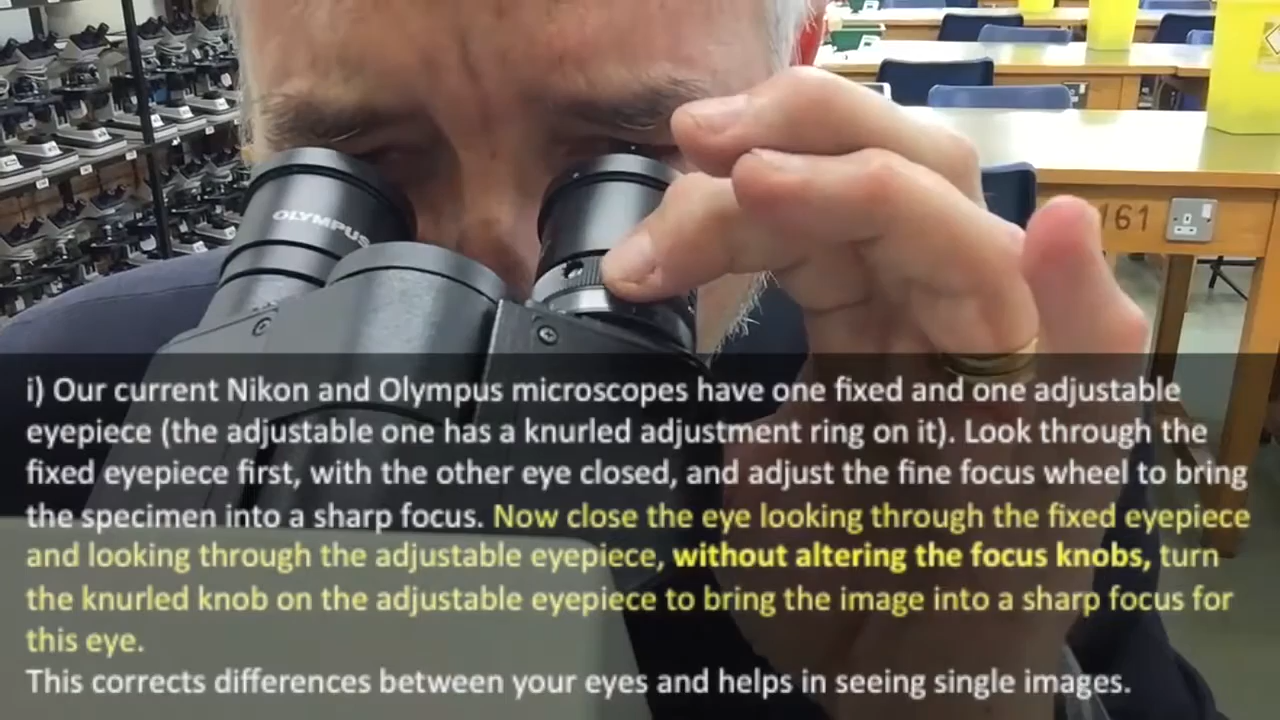 OLYMPUS
161
i) Our current Nikon and Olympus microscopes have one fixed and one adjustable
eyepiece (the adjustable one has a knurled adjustment ring on it). Look through the
fixed eyepiece first, with the other eye closed, and adjust the fine focus wheel to bring
the specimen into a sharp focus. Now close the eye looking through the fixed eyepiece
and looking through the adjustable eyepiece, without altering the focus knobs, turn
the knurled knob on the adjustable eyepiece to bring the image into a sharp focus for
this eye.
This corrects differences between your eyes and helps in seeing single images.